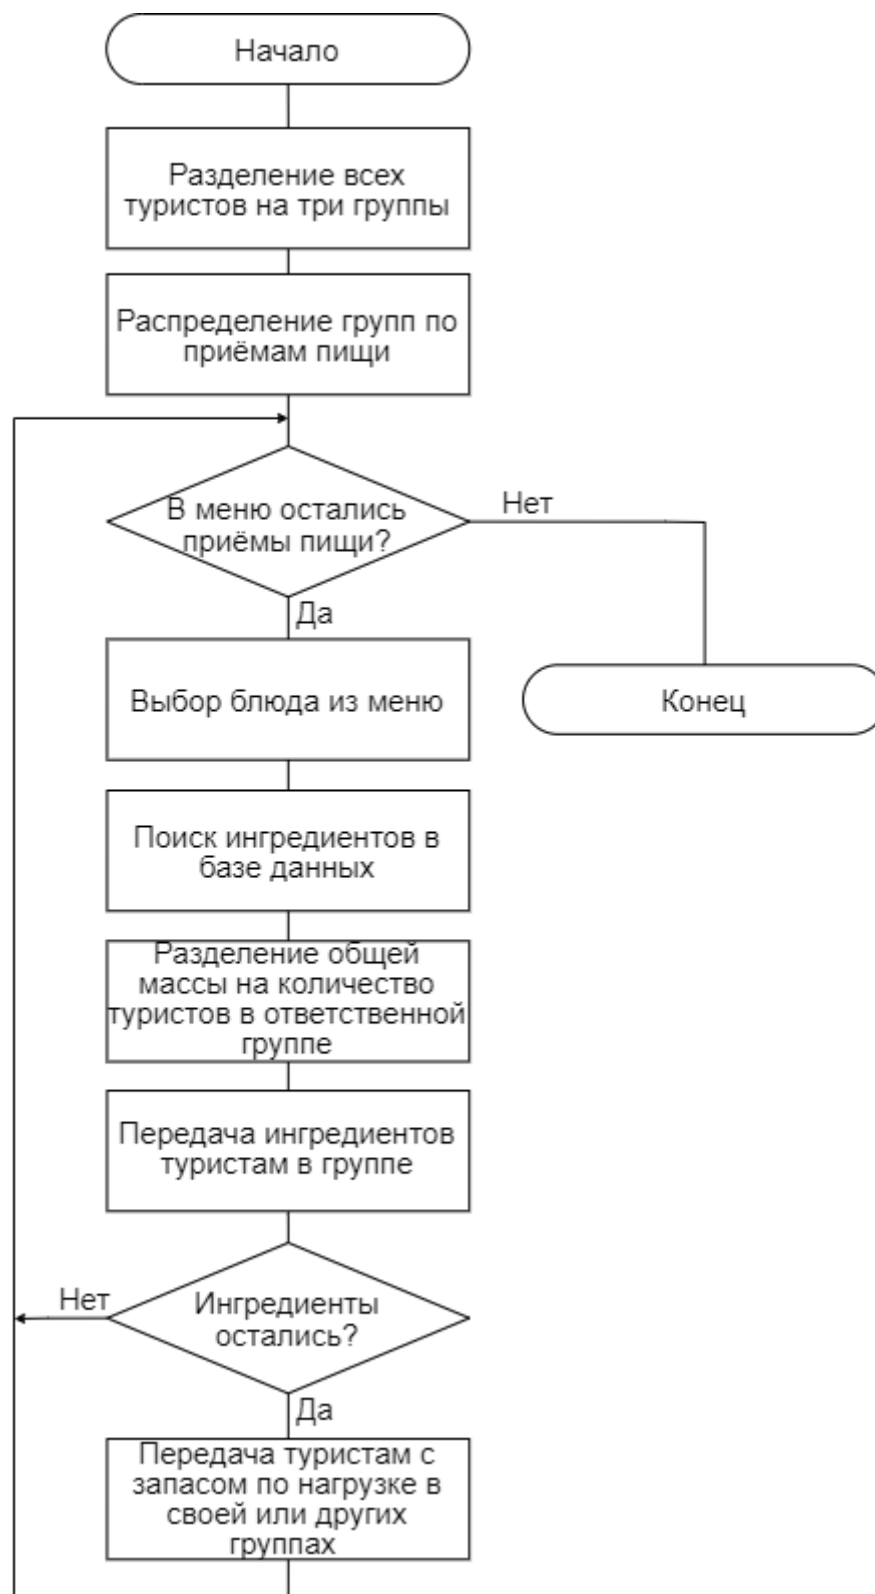 Начало
Разделение всех
туристов на три группы
Распределение групп по
приёмам пищи
В меню остались
приёмы пищи?
Нет
Да
Выбор блюда из меню
Конец
Поиск ингредиентов в
базе данных
Разделение общей
массы на количество
туристов в ответственной
группе
Передача ингредиентов
туристам в группе
Нет
Ингредиенты
остались?
Да
Передача туристам с
запасом по нагрузке в
своей или других
группах